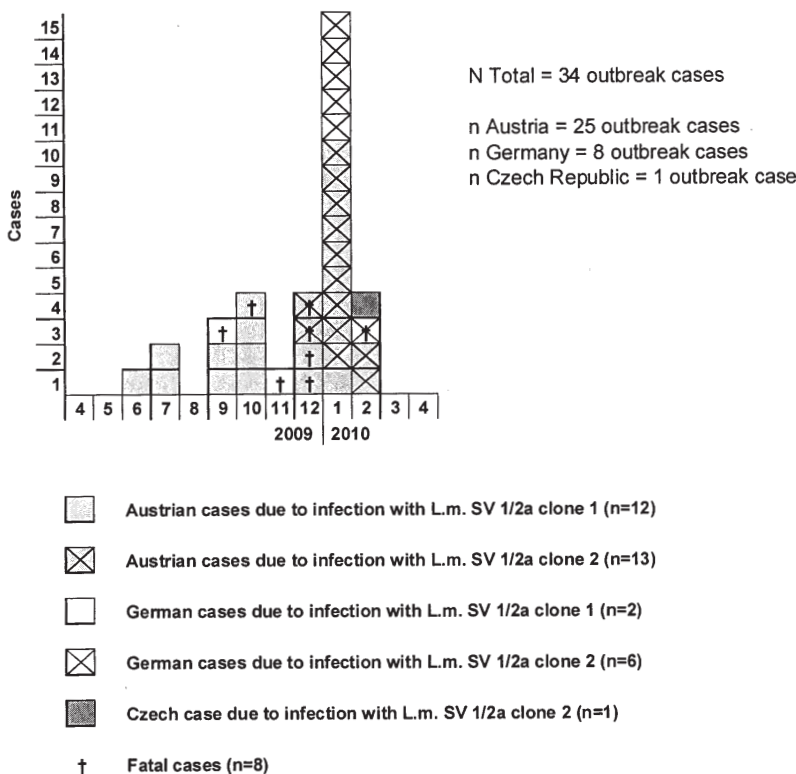 15
14
13
12
11
10
9
8
7
6
5
4
3
2
1
Cases
N Total = 34 outbreak cases
n Austria = 25 outbreak cases
n Germany = 8 outbreak cases
n Czech Republic = 1 outbreak case
† † † † † † † †
4 5 6 7 8 9 10 11 12 1 2 3 4
2009 2010
Austrian cases due to infection with L.m. SV 1/2a clone 1 (n=12)
Austrian cases due to infection with L.m. SV 1/2a clone 2 (n=13)
German cases due to infection with L.m. SV 1/2a clone 1 (n=2)
German cases due to infection with L.m. SV 1/2a clone 2 (n=6)
Czech case due to infection with L.m. SV 1/2a clone 2 (n=1)
† Fatal cases (n=8)